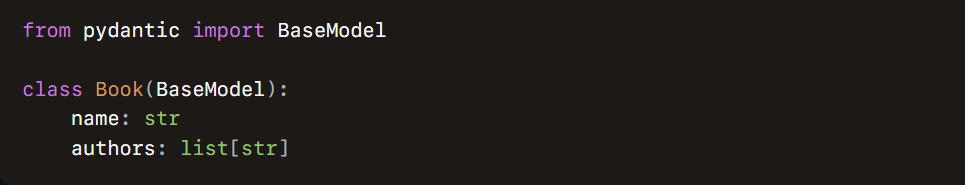 from pydantic import BaseModel
class Book(BaseModel):
    name: str
    authors: list[str]